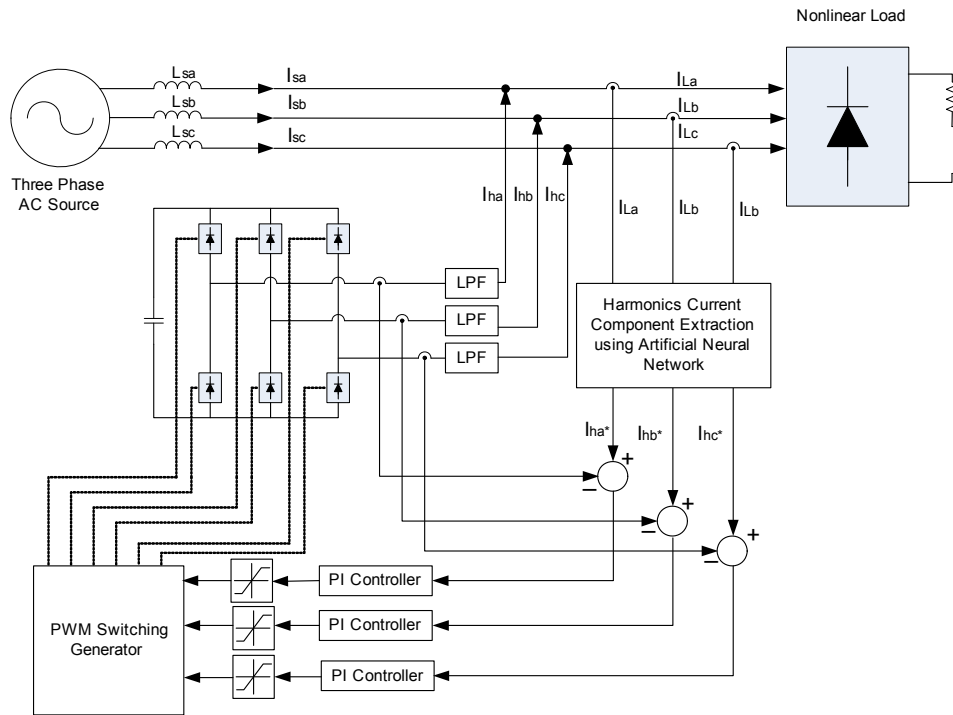 Nonlinear Load
Lsa
Isa
ILa
Lsb
Isb
ILb
Lsc
Isc
ILc
Three Phase
AC Source
Iha
Ihb
Ihc
ILa
ILb
ILb
LPF
LPF
LPF
Harmonics Current
Component Extraction
using Artificial Neural
Network
Iha*
Ihb*
Ihc*
+
−
+
−
+
−
PI Controller
PI Controller
PI Controller
PWM Switching
Generator